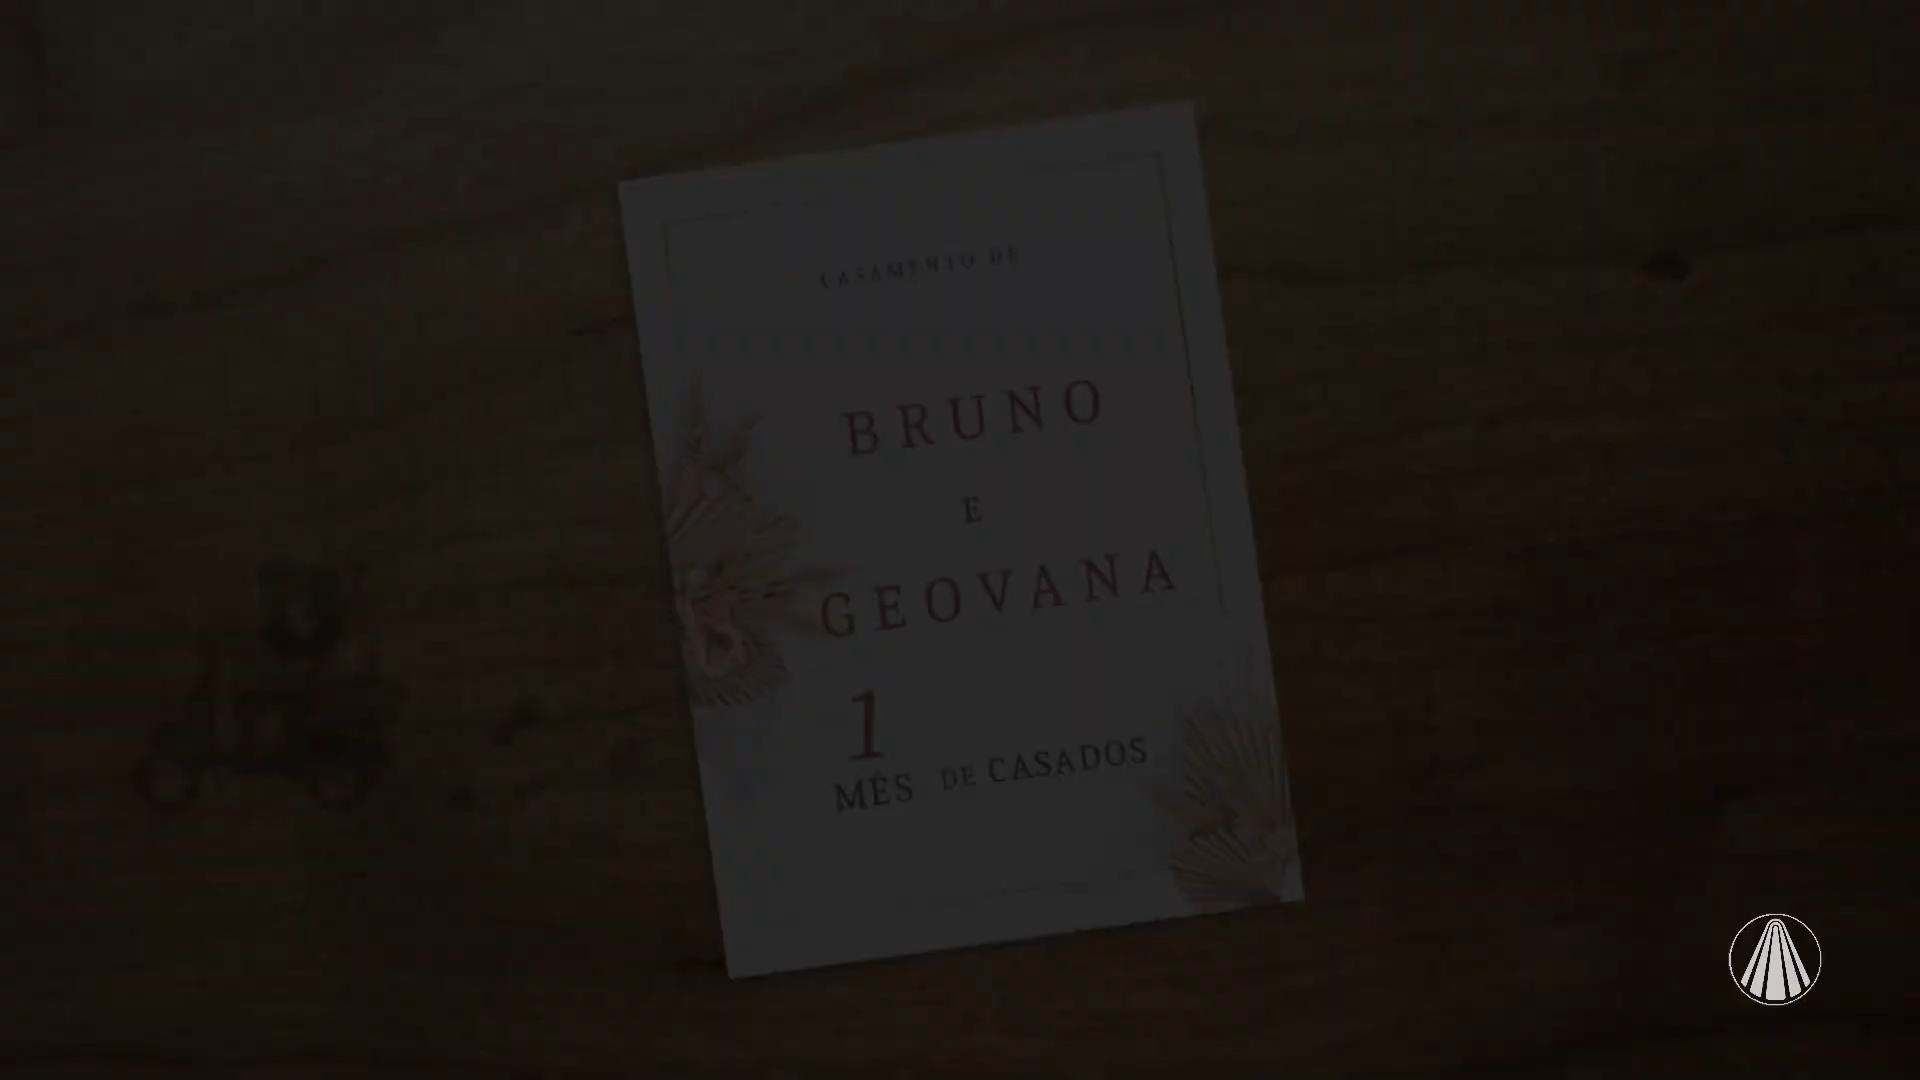 CASAMENTO DE
BRUNO
E
GEOVANA
1
MÊS DE CASADOS